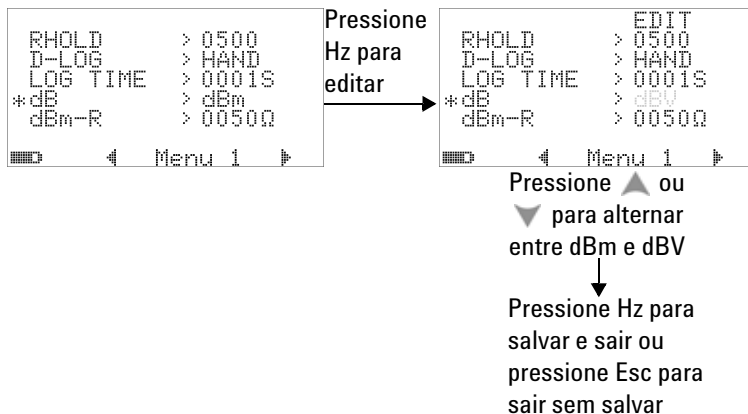 RHOLD > 0500
D-LOG > HAND
LOG TIME > 0001S
*dB > dBm
dBm-R > 0050Ω
Menu 1
Pressione
Hz para
editar
EDIT
RHOLD > 0500
D-LOG > HAND
LOG TIME > 0001S
*dB > dBV
dBm-R > 0050Ω
Menu 1
Pressione ▲ ou
▼ para alternar
entre dBm e dBV
Pressione Hz para
salvar e sair ou
pressione Esc para
sair sem salvar